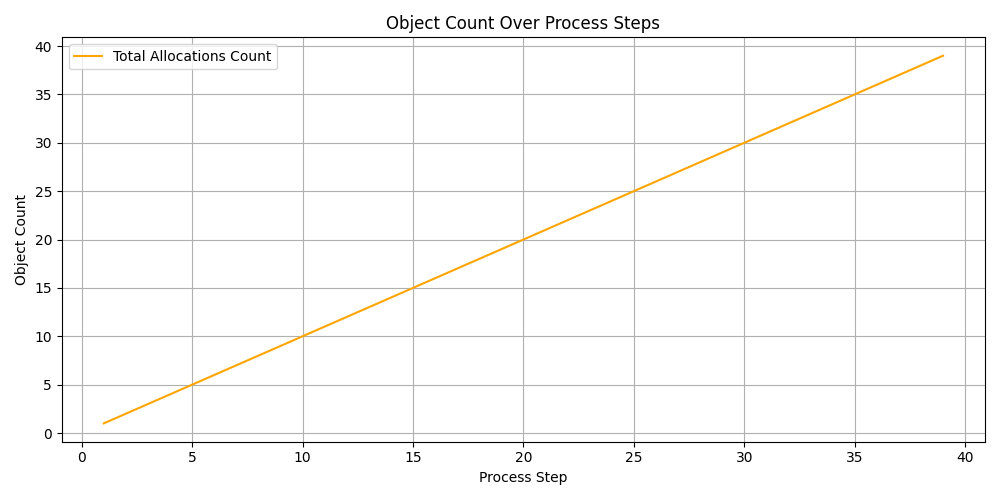 Object Count Over Process Steps
Total Allocations Count
Object Count
40
35
30
25
20
15
10
5
0
0 5 10 15 20 25 30 35 40
Process Step